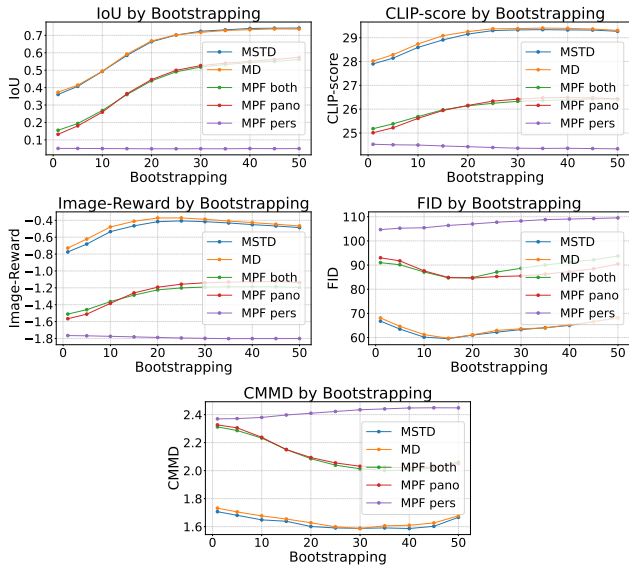 IoU by Bootstrapping
IoU
0.7
0.6
0.5
0.4
0.3
0.2
0.1
0 10 20 30 40 50
Bootstrapping
MSTD
MD
MPF both
MPF pano
MPF pers
CLIP-score by Bootstrapping
CLIP-score
29
28
27
26
25
24
0 10 20 30 40 50
Bootstrapping
MSTD
MD
MPF both
MPF pano
MPF pers
Image-Reward by Bootstrapping
Image-Reward
−0.4
−0.6
−0.8
−1.0
−1.2
−1.4
−1.6
−1.8
0 10 20 30 40 50
Bootstrapping
MSTD
MD
MPF both
MPF pano
MPF pers
FID by Bootstrapping
FID
110
100
90
80
70
60
0 10 20 30 40 50
Bootstrapping
MSTD
MD
MPF both
MPF pano
MPF pers
CMMD by Bootstrapping
CMMD
2.4
2.2
2.0
1.8
1.6
0 10 20 30 40 50
Bootstrapping
MSTD
MD
MPF both
MPF pano
MPF pers